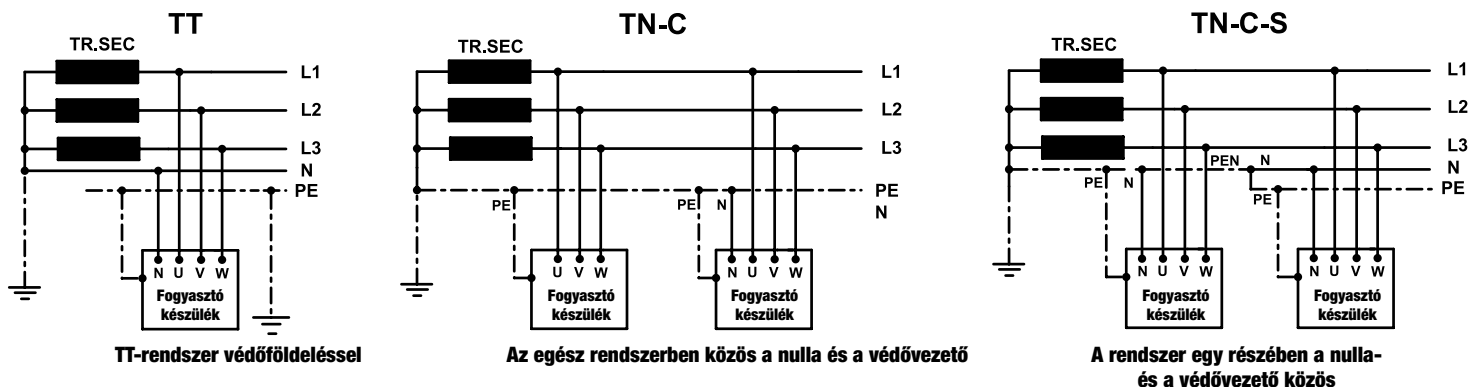 TT
TR.SEC
L1
L2
L3
N
PE
N U V W
Fogyasztó
készülék
TT-rendszer védőföldeléssel
TN-C
TR.SEC
L1
L2
L3
PE
N
PE
PE N
U V W
Fogyasztó
készülék
N U V W
Fogyasztó
készülék
Az egész rendszerben közös a nulla és a védővezető
TN-C-S
TR.SEC
L1
L2
L3
PEN N
N
PE N
PE
PE
N U V W
Fogyasztó
készülék
N U V W
Fogyasztó
készülék
A rendszer egy részében a nulla-
és a védővezető közös